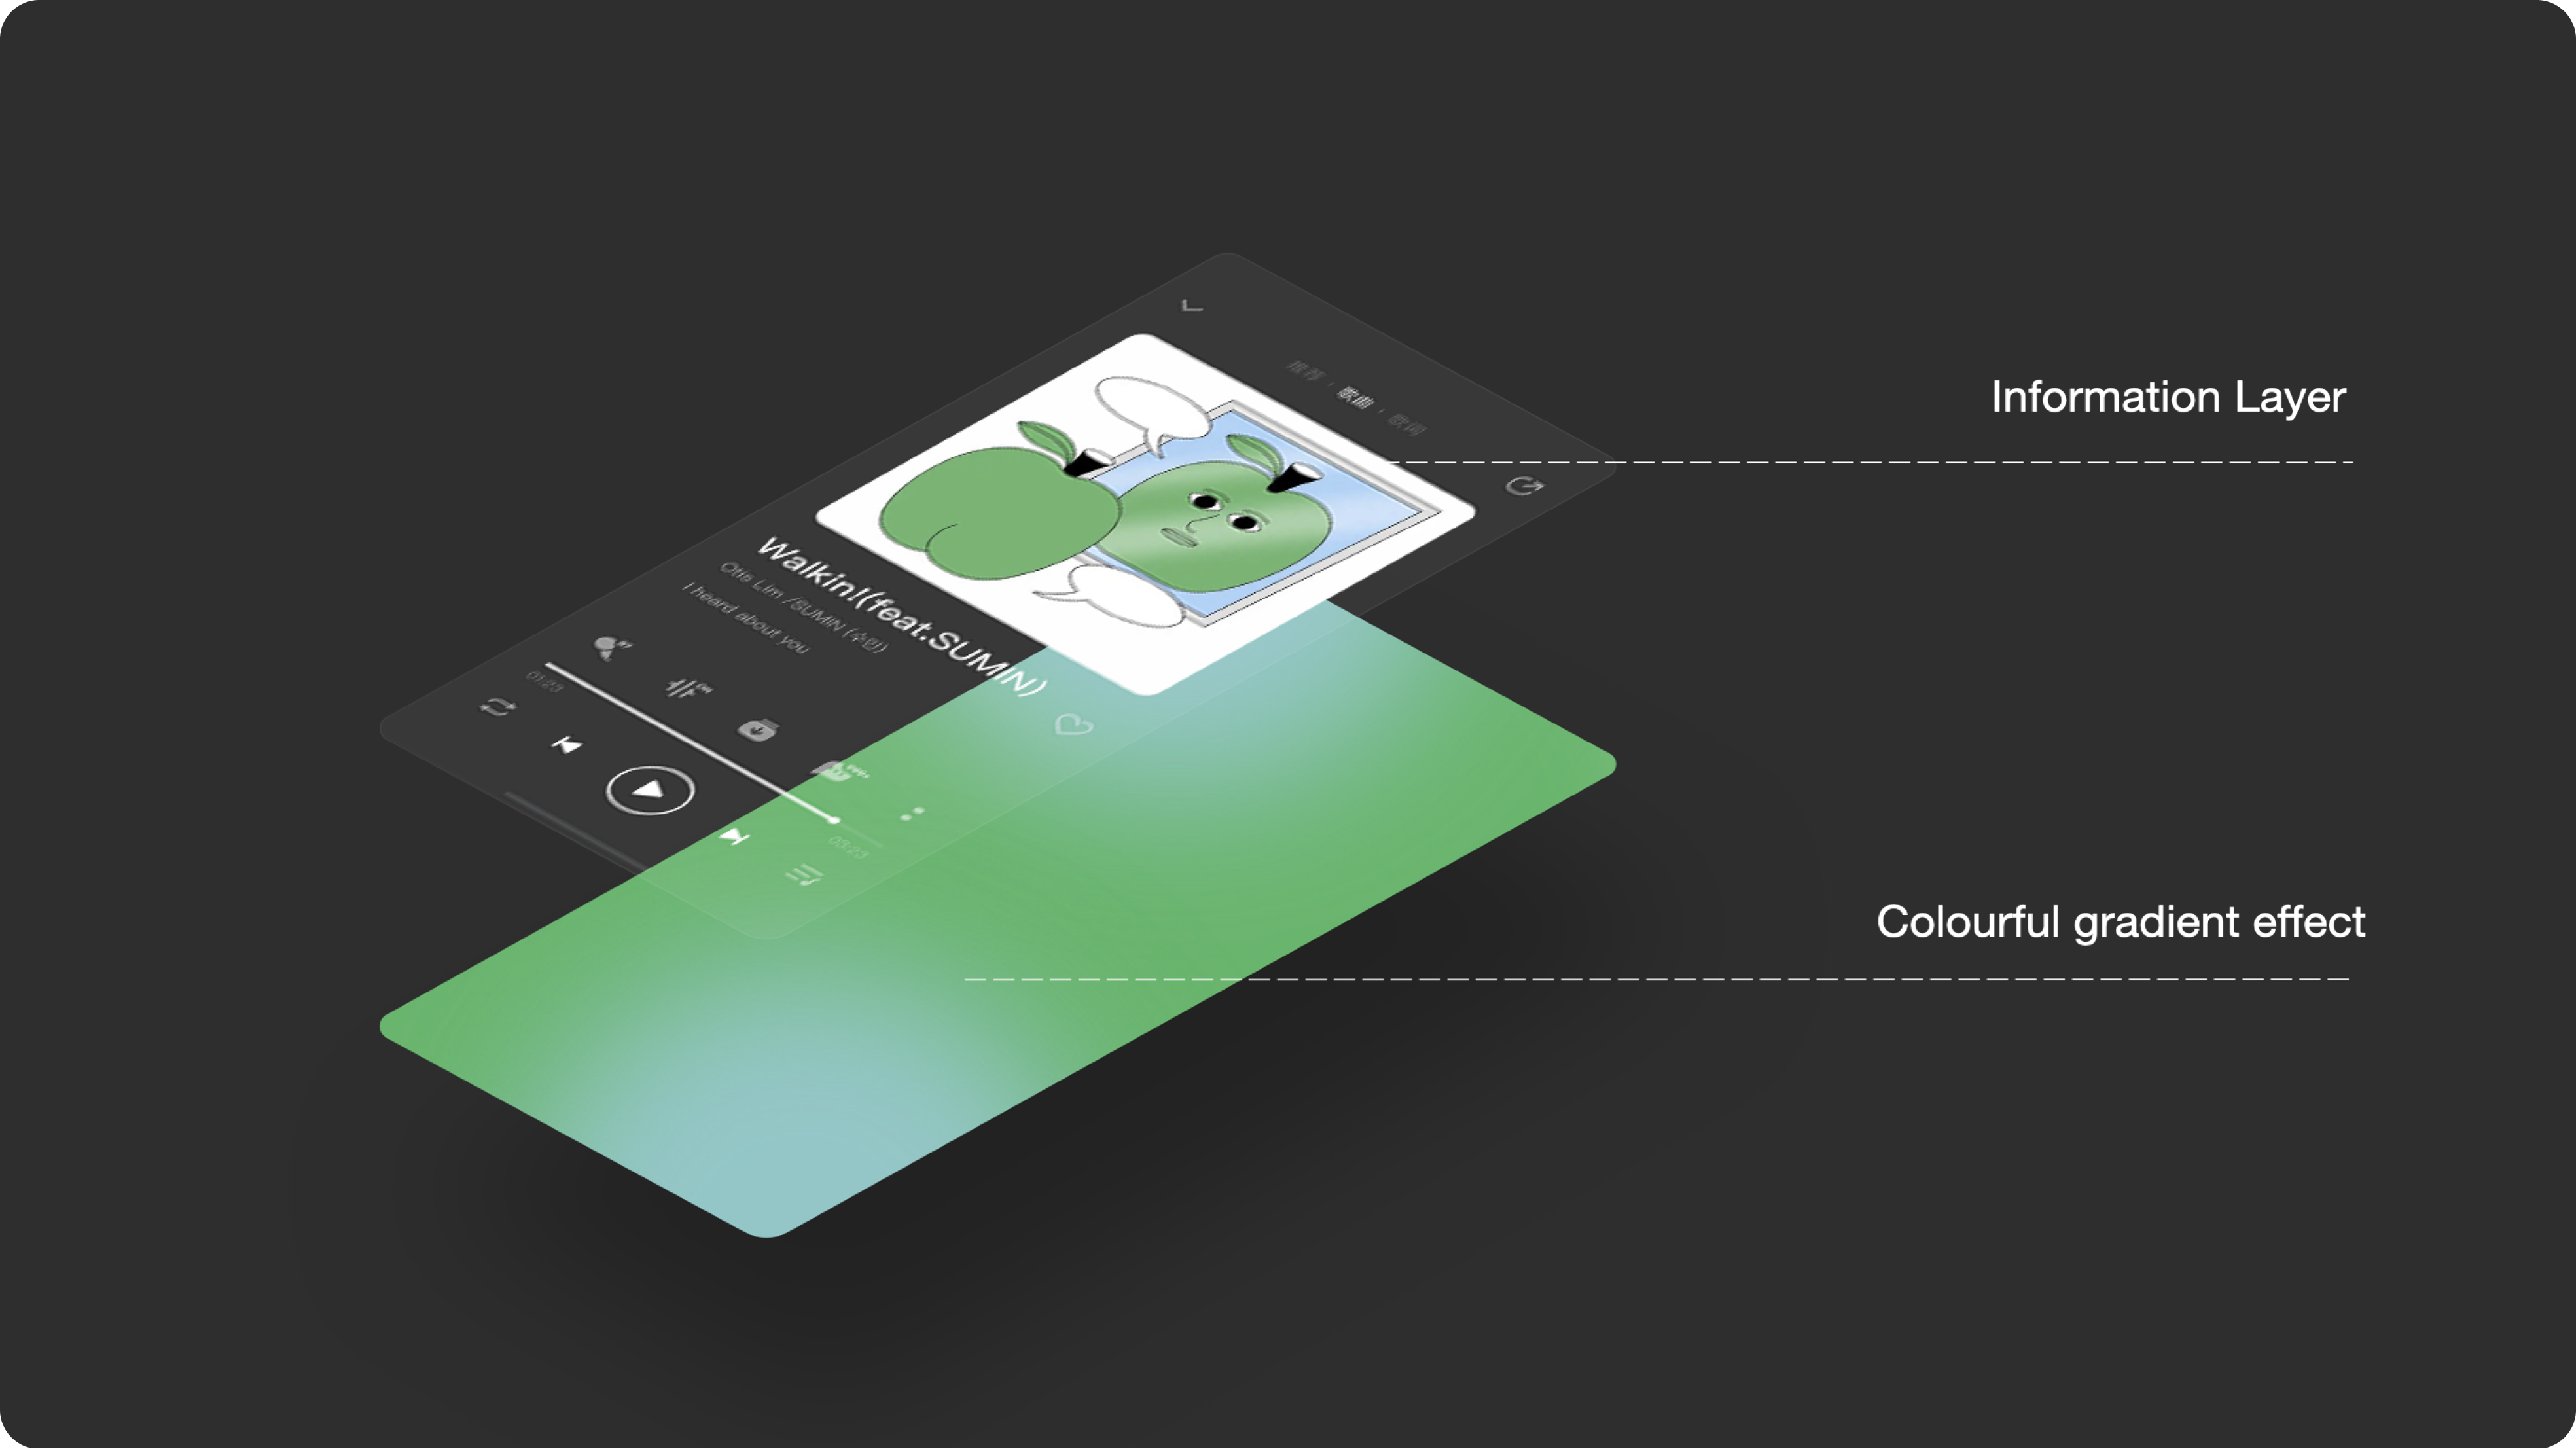 推荐 歌曲 歌词
Information Layer
Walkin!(feat.SUMIN)
Otis Lim /SUMIN (수민)
I heard about you
01:23
03:23
Colourful gradient effect